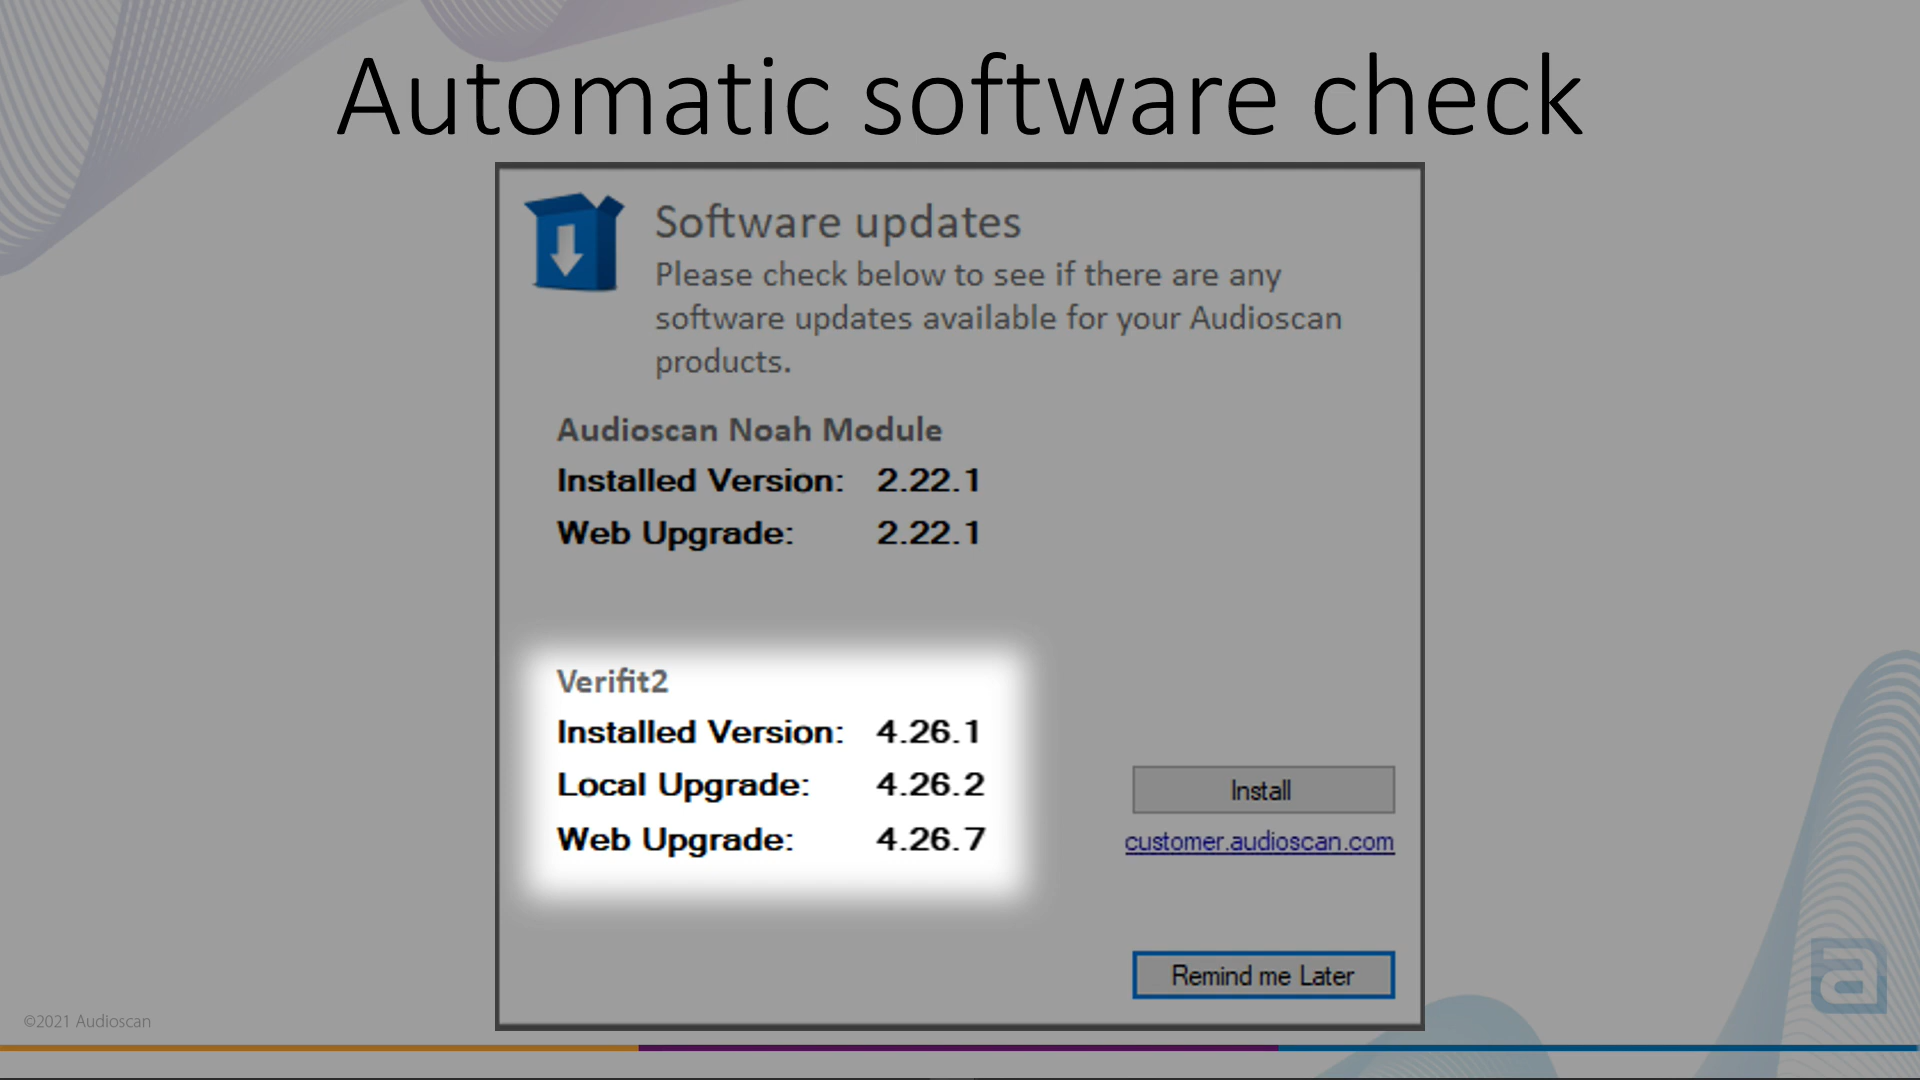 Automatic software check
Software updates
Please check below to see if there are any
software updates available for your Audioscan
products.
Audioscan Noah Module
Installed Version: 2.22.1
Web Upgrade: 2.22.1
Verifit2
Installed Version: 4.26.1
Local Upgrade: 4.26.2
Install
Web Upgrade: 4.26.7
customer.audioscan.com
Remind me Later
a
©2021 Audioscan